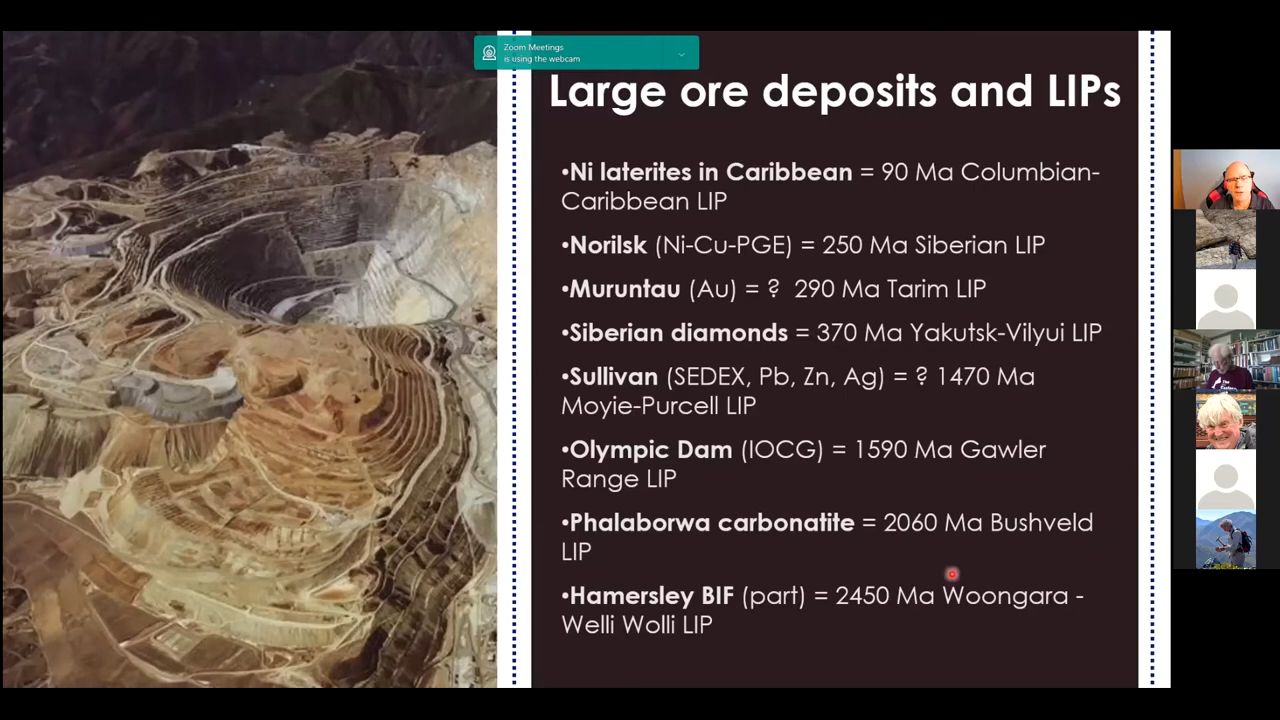 Zoom Meetings
is using the webcam
Large ore deposits and LIPs
•Ni laterites in Caribbean = 90 Ma Columbian-
Caribbean LIP
•Norilsk (Ni-Cu-PGE) = 250 Ma Siberian LIP
•Muruntau (Au) = ? 290 Ma Tarim LIP
•Siberian diamonds = 370 Ma Yakutsk-Vilyui LIP
•Sullivan (SEDEX, Pb, Zn, Ag) = ? 1470 Ma
Moyie-Purcell LIP
•Olympic Dam (IOCG) = 1590 Ma Gawler
Range LIP
•Phalaborwa carbonatite = 2060 Ma Bushveld
LIP
•Hamersley BIF (part) = 2450 Ma Woongara -
Welli Wolli LIP